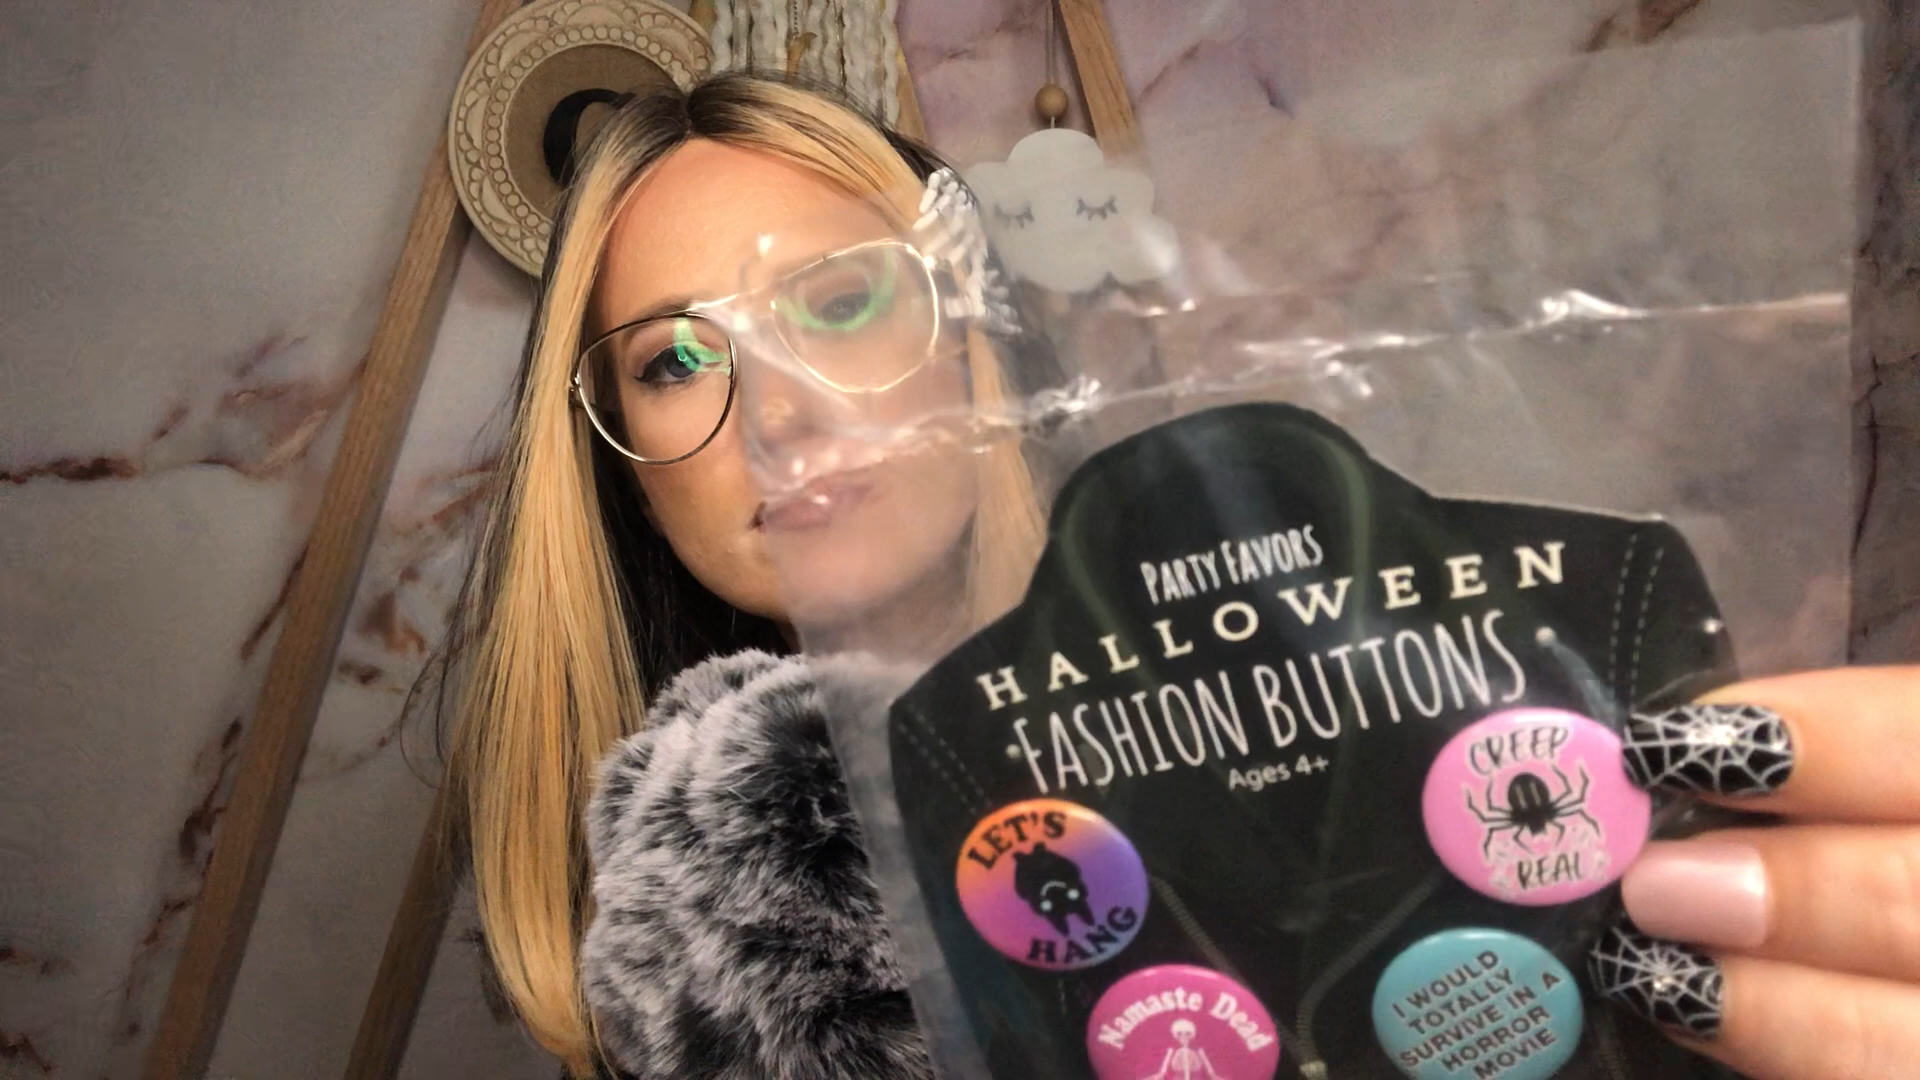 PARTY FAVORS
HALLOWEEN
FASHION BUTTONS
Ages 4+
LET'S
HANG
CREEP
REAL
Namaste Dead
I WOULD
TOTALLY
SURVIVE IN A
HORROR
MOVIE